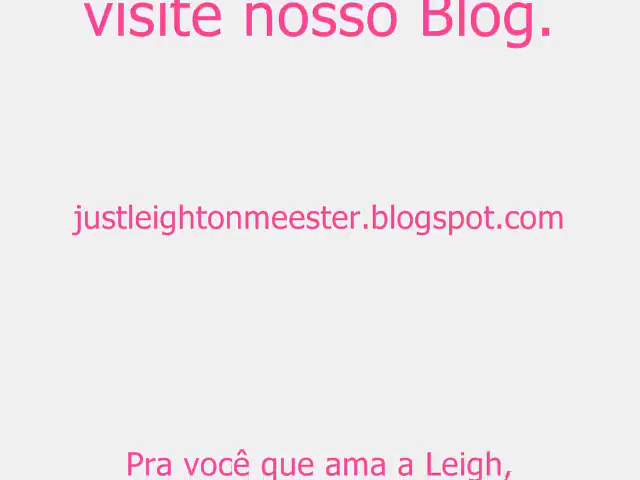 visite nosso Blog.
justleightonmeester.blogspot.com
Pra você que ama a Leigh,